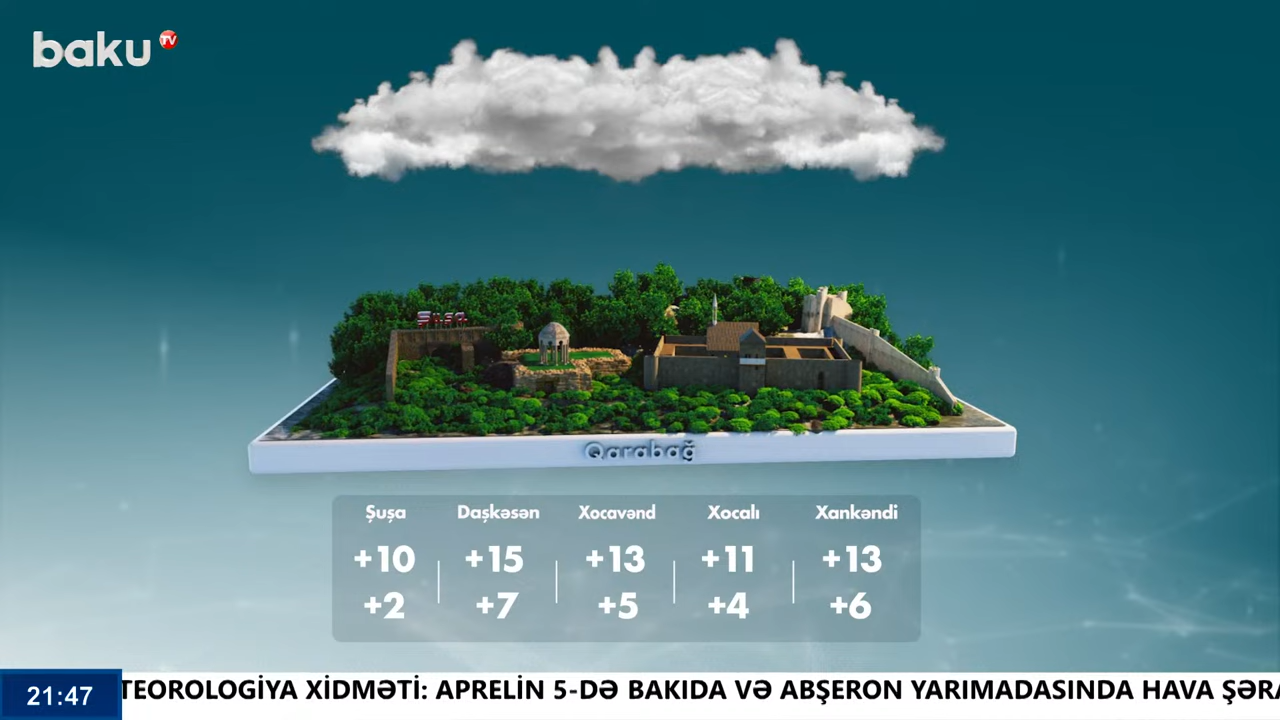 baku TV
Şuşa
Qarabağ
Şuşa Daşkəsən Xocavənd Xocalı Xankəndi
+10 +15 +13 +11 +13
+2 +7 +5 +4 +6
21:47 TEOROLOGİYA XİDMƏTİ: APRELİN 5-DƏ BAKIDA VƏ ABŞERON YARIMADASINDA HAVA ŞƏRA